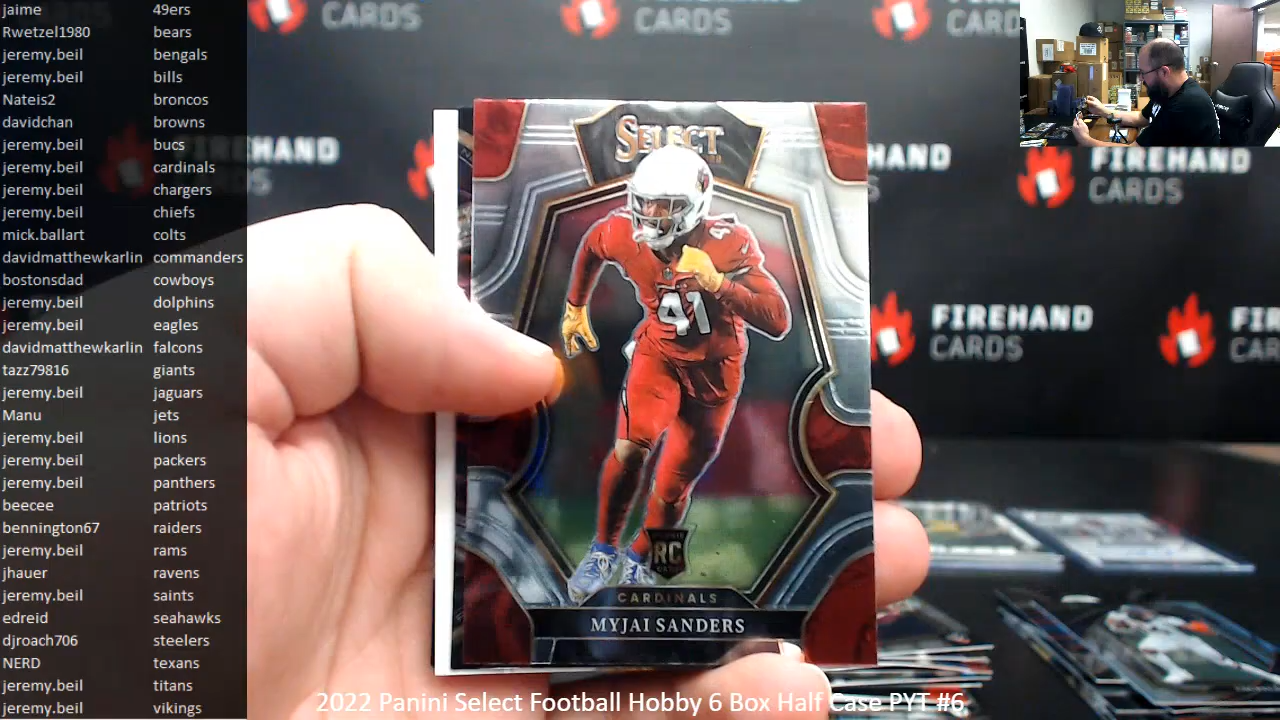 jaime 49ers
Rwetzel1980 bears
jeremy.beil bengals
jeremy.beil bills
Nateis2 broncos
davidchan browns
jeremy.beil bucs
jeremy.beil cardinals
jeremy.beil chargers
jeremy.beil chiefs
mick.ballart colts
davidmatthewkarlin commanders
bostonsdad cowboys
jeremy.beil dolphins
jeremy.beil eagles
davidmatthewkarlin falcons
tazz79816 giants
jeremy.beil jaguars
Manu jets
jeremy.beil lions
jeremy.beil packers
jeremy.beil panthers
beecee patriots
bennington67 raiders
jeremy.beil rams
jhauer ravens
jeremy.beil saints
edreid seahawks
djroach706 steelers
NERD texans
jeremy.beil titans
jeremy.beil vikings
FIREHAND
CARDS
FIREHAND
CARDS
SELECT
41
41
RC
CARDINALS
MYJAI SANDERS
2022 Panini Select Football Hobby 6 Box Half Case PYT #6